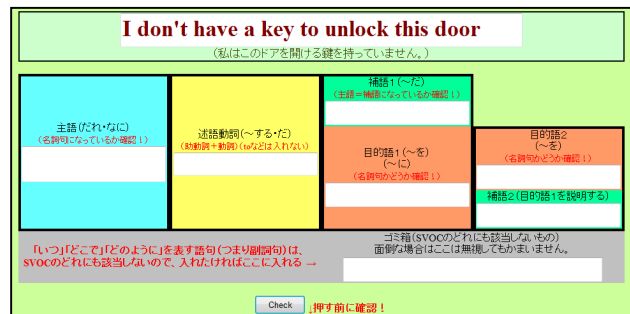 I don't have a key to unlock this door
(私はこのドアを開ける鍵を持っていません。)
主語(だれ・なに)
(名詞句になっているか確認!)
述語動詞(～する・だ)
(助動詞+動詞)(toなどは入れない)
補語1(～だ)
(主語=補語になっているか確認!)
目的語1(～を)
(～に)
(名詞句かどうか確認!)
目的語2
(～を)
(名詞句かどうか確認!)
補語2(目的語1を説明する)
「いつ」「どこで」「どのように」を表す語句(つまり副詞句)は、
SVOCのどれにも該当しないので、入れたければここに入れる →
ゴミ箱(SVOCのどれにも該当しないもの)
面倒な場合はここは無視してもかまいません。
Check ↓押す前に確認!